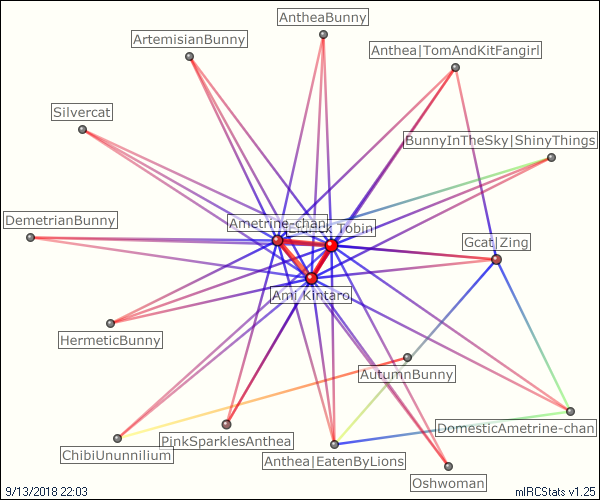 AntheaBunny
ArtemisianBunny
Anthea|TomAndKitFangirl
Silvercat
BunnyInTheSky|ShinyThings
DemetrianBunny
Ametrine-chan
Tobin
Gcat|Zing
Ami Kintaro
HermeticBunny
AutumnBunny
DomesticAmetrine-chan
PinkSparklesAnthea
ChibiUnunnilium
Anthea|EatenByLions
Oshwoman
9/13/2018 22:03
mIRCStats v1.25